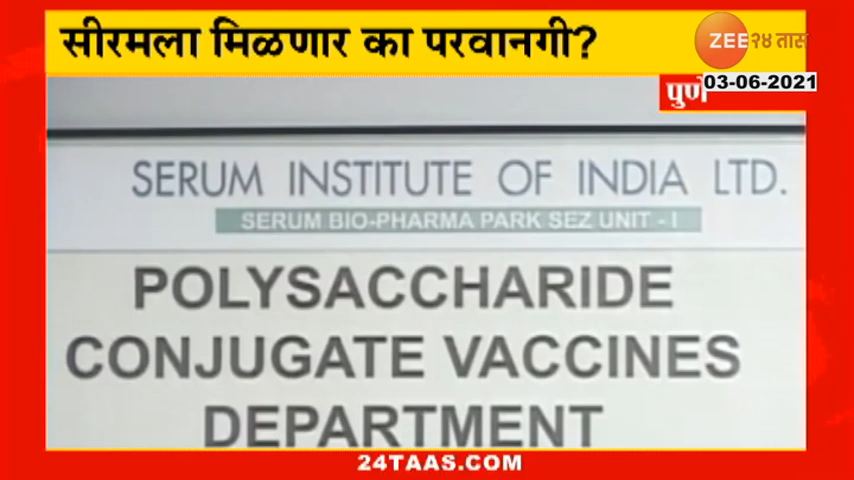 सीरमला मिळणार का परवानगी?
ZEE २४ तास
03-06-2021
पुणे
SERUM INSTITUTE OF INDIA LTD.
SERUM BIO-PHARMA PARK SEZ UNIT - I
POLYSACCHARIDE
CONJUGATE VACCINES
DEPARTMENT
24TAAS.COM